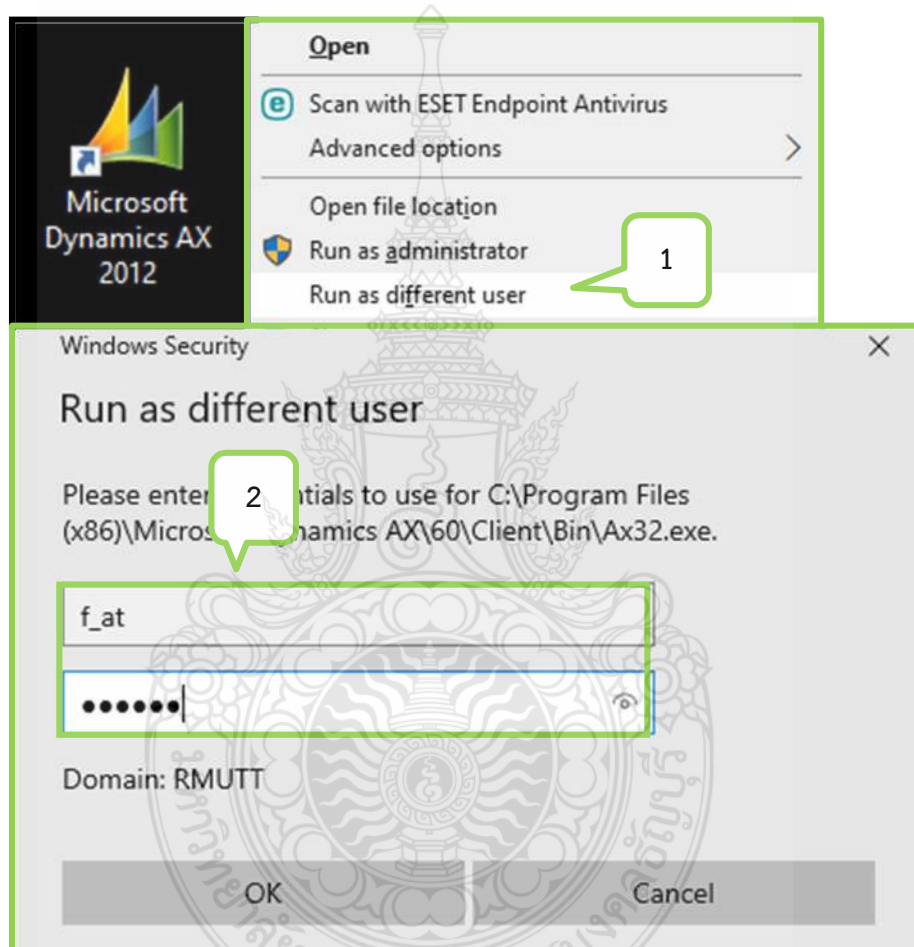 Open
Scan with ESET Endpoint Antivirus
Advanced options
Open file location
Run as administrator
Run as different user
1
Microsoft
Dynamics AX
2012
Windows Security
Run as different user
Please enter 2 ntials to use for C:\Program Files
(x86)\Micros namics AX\60\Client\Bin\Ax32.exe.
f_at
Domain: RMUTT
OK
Cancel